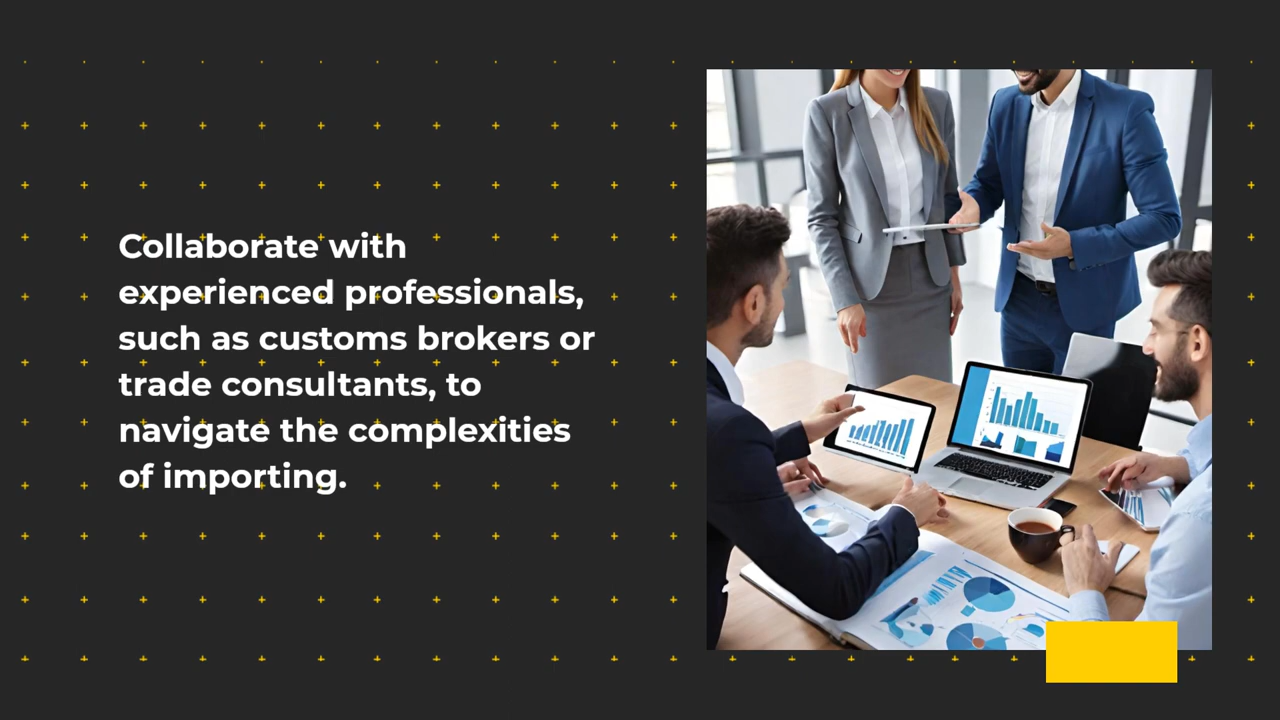 Collaborate with
experienced professionals,
such as customs brokers or
trade consultants, to
navigate the complexities
of importing.